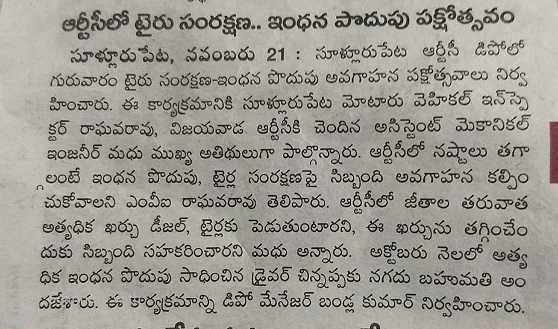 ఆర్టీసీలో టైరు సంరక్షణ.. ఇంధన పొదుపు పక్షోత్సవం
సూళ్లూరుపేట, నవంబరు 21 : సూళ్లూరుపేట ఆర్టీసీ డిపోలో
గురువారం టైరు సంరక్షణ-ఇంధన పొదుపు అవగాహన పక్షోత్సవాలు నిర్వ
హించారు. ఈ కార్యక్రమానికి సూళ్లూరుపేట మోటారు వెహికల్ ఇన్‌స్పె
క్టర్ రాఘవరావు, విజయవాడ ఆర్టీసీకి చెందిన అసిస్టెంట్ మెకానికల్
ఇంజనీర్ మధు ముఖ్య అతిథులుగా పాల్గొన్నారు. ఆర్టీసీలో నష్టాలు తగా
్గలంటే ఇంధన పొదుపు, టైర్ల సంరక్షణపై సిబ్బంది అవగాహన కల్పిం
చుకోవాలని ఎంవీఐ రాఘవరావు తెలిపారు. ఆర్టీసీలో జీతాల తరువాత
అత్యధిక ఖర్చు డీజల్, టైర్లకు పెడుతుంటారని, ఈ ఖర్చును తగ్గించేం
దుకు సిబ్బంది సహకరించారని మధు అన్నారు. అక్టోబరు నెలలో అత్య
ధిక ఇంధన పొదుపు సాధించిన డ్రైవర్ చిన్నప్పకు నగదు బహుమతి అం
దజేశారు. ఈ కార్యక్రమాన్ని డిపో మేనేజర్ బండ్ల కుమార్ నిర్వహించారు.